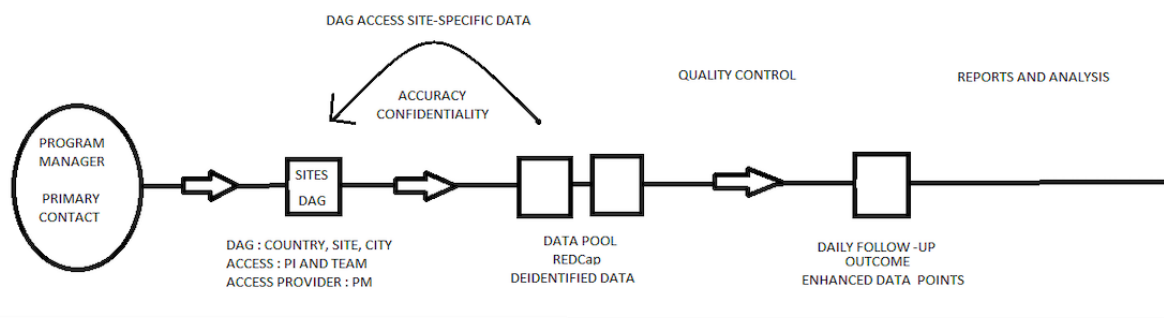 DAG ACCESS SITE-SPECIFIC DATA
ACCURACY
CONFIDENTIALITY
QUALITY CONTROL
REPORTS AND ANALYSIS
PROGRAM
MANAGER
PRIMARY
CONTACT
SITES
DAG
DAG : COUNTRY, SITE, CITY
ACCESS : PI AND TEAM
ACCESS PROVIDER : PM
DATA POOL
REDCap
DEIDENTIFIED DATA
DAILY FOLLOW -UP
OUTCOME
ENHANCED DATA POINTS